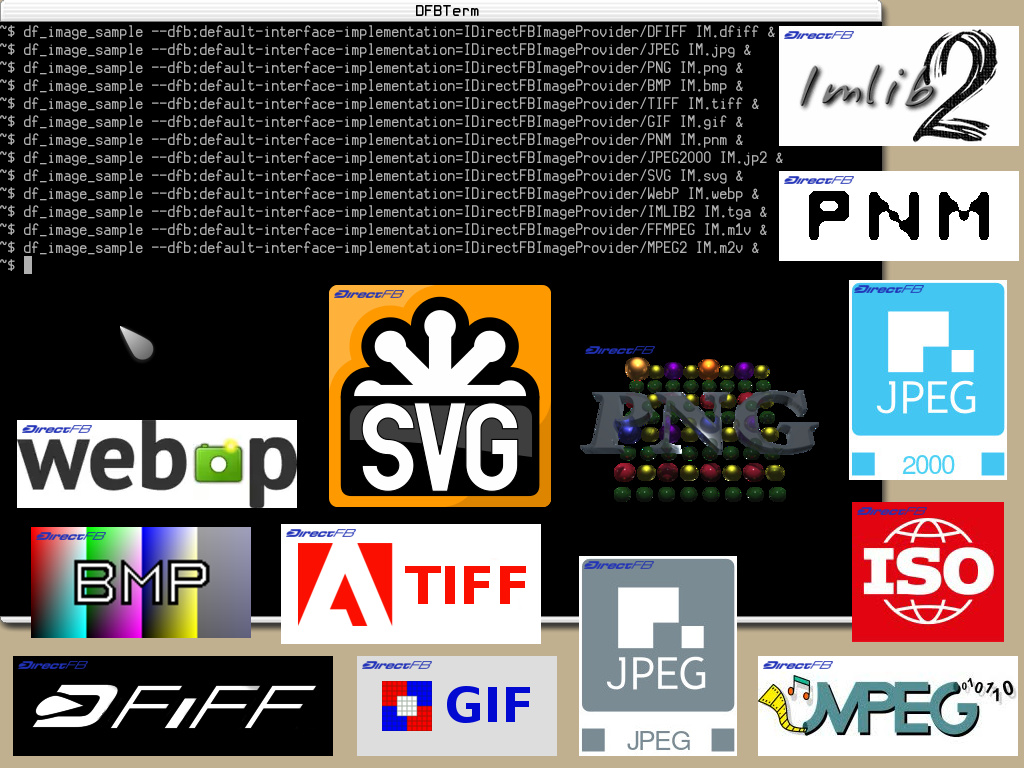 DFBTerm
~$ df_image_sample --dfb:default-interface-implementation=IDirectFBImageProvider/DFIFF IM.dfiff &
~$ df_image_sample --dfb:default-interface-implementation=IDirectFBImageProvider/JPEG IM.jpg &
~$ df_image_sample --dfb:default-interface-implementation=IDirectFBImageProvider/PNG IM.png &
~$ df_image_sample --dfb:default-interface-implementation=IDirectFBImageProvider/BMP IM.bmp &
~$ df_image_sample --dfb:default-interface-implementation=IDirectFBImageProvider/TIFF IM.tiff &
~$ df_image_sample --dfb:default-interface-implementation=IDirectFBImageProvider/GIF IM.gif &
~$ df_image_sample --dfb:default-interface-implementation=IDirectFBImageProvider/PNM IM.pnm &
~$ df_image_sample --dfb:default-interface-implementation=IDirectFBImageProvider/JPEG2000 IM.jp2 &
~$ df_image_sample --dfb:default-interface-implementation=IDirectFBImageProvider/SVG IM.svg &
~$ df_image_sample --dfb:default-interface-implementation=IDirectFBImageProvider/WebP IM.webp &
~$ df_image_sample --dfb:default-interface-implementation=IDirectFBImageProvider/IMLIB2 IM.tga &
~$ df_image_sample --dfb:default-interface-implementation=IDirectFBImageProvider/FFMPEG IM.m1v &
~$ df_image_sample --dfb:default-interface-implementation=IDirectFBImageProvider/MPEG2 IM.m2v &
~$
DirectFB
Imlib2
DirectFB
PNM
DirectFB
JPEG
2000
DirectFB
SVG
DirectFB
PNG
DirectFB
webp
DirectFB
BMP
DirectFB
TIFF
DirectFB
JPEG
JPEG
DirectFB
ISO
DirectFB
DFIFF
DirectFB
GIF
DirectFB
MPEG
010110